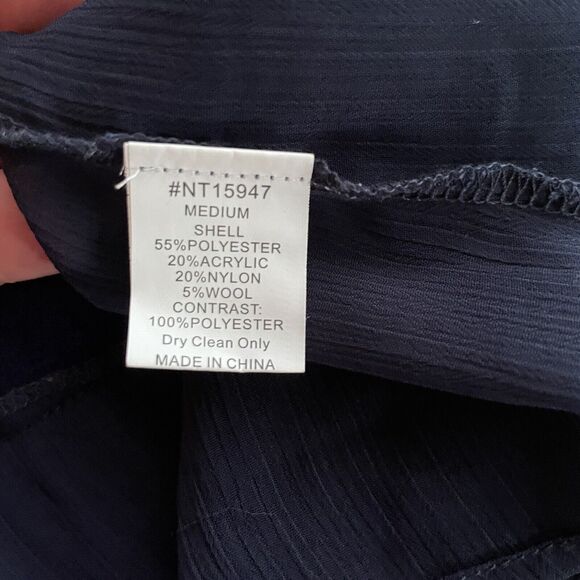 #NT15947
MEDIUM
SHELL
55%POLYESTER
20%ACRYLIC
20%NYLON
5%WOOL
CONTRAST:
100%POLYESTER
Dry Clean Only
MADE IN CHINA